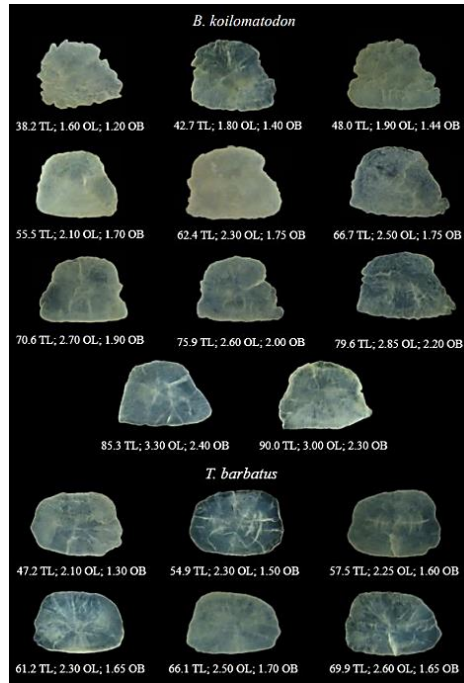 B. koilomatodon
38.2 TL; 1.60 OL; 1.20 OB
42.7 TL; 1.80 OL; 1.40 OB
48.0 TL; 1.90 OL; 1.44 OB
55.5 TL; 2.10 OL; 1.70 OB
62.4 TL; 2.30 OL; 1.75 OB
66.7 TL; 2.50 OL; 1.75 OB
70.6 TL; 2.70 OL; 1.90 OB
75.9 TL; 2.60 OL; 2.00 OB
79.6 TL; 2.85 OL; 2.20 OB
85.3 TL; 3.30 OL; 2.40 OB
90.0 TL; 3.00 OL; 2.30 OB
T. barbatus
47.2 TL; 2.10 OL; 1.30 OB
54.9 TL; 2.30 OL; 1.50 OB
57.5 TL; 2.25 OL; 1.60 OB
61.2 TL; 2.30 OL; 1.65 OB
66.1 TL; 2.50 OL; 1.70 OB
69.9 TL; 2.60 OL; 1.65 OB